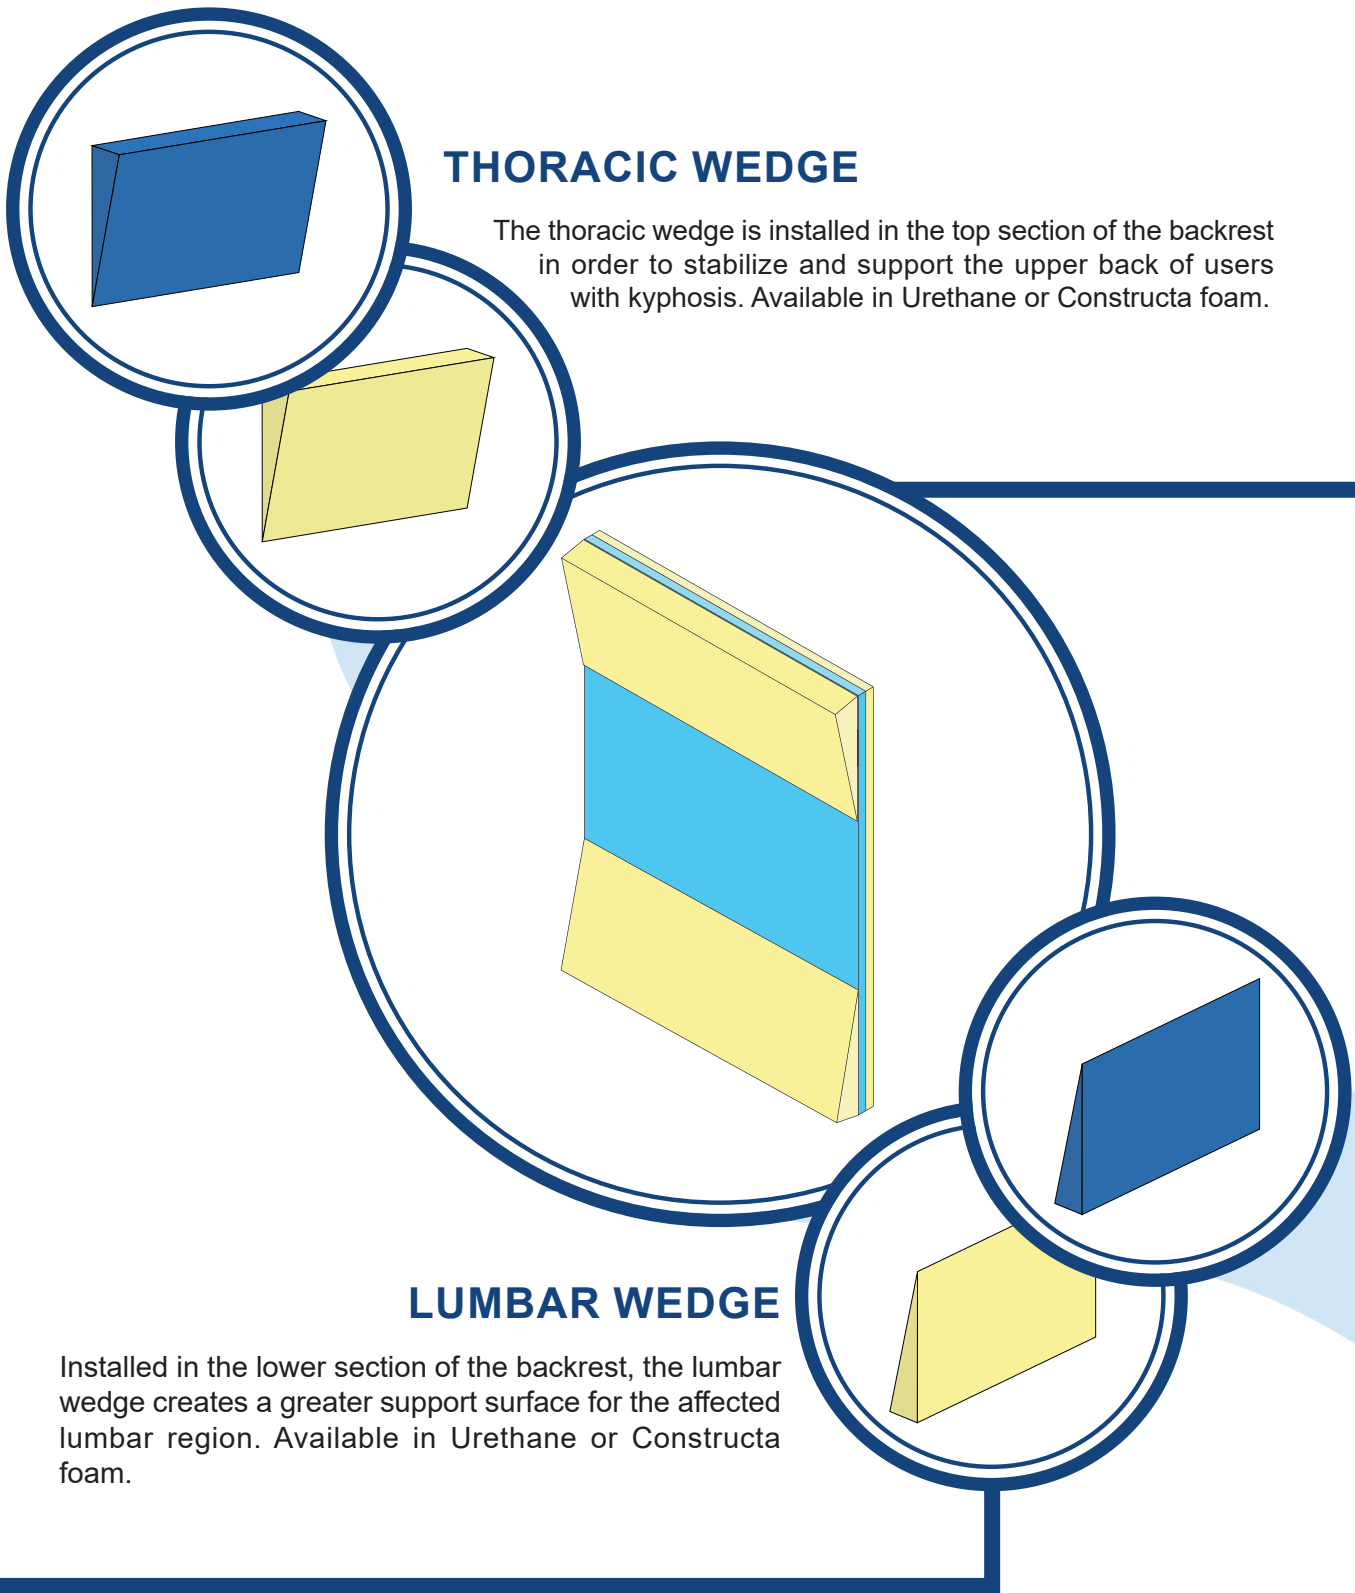 THORACIC WEDGE
The thoracic wedge is installed in the top section of the backrest
in order to stabilize and support the upper back of users
with kyphosis. Available in Urethane or Constructa foam.
LUMBAR WEDGE
Installed in the lower section of the backrest, the lumbar
wedge creates a greater support surface for the affected
lumbar region. Available in Urethane or Constructa
foam.